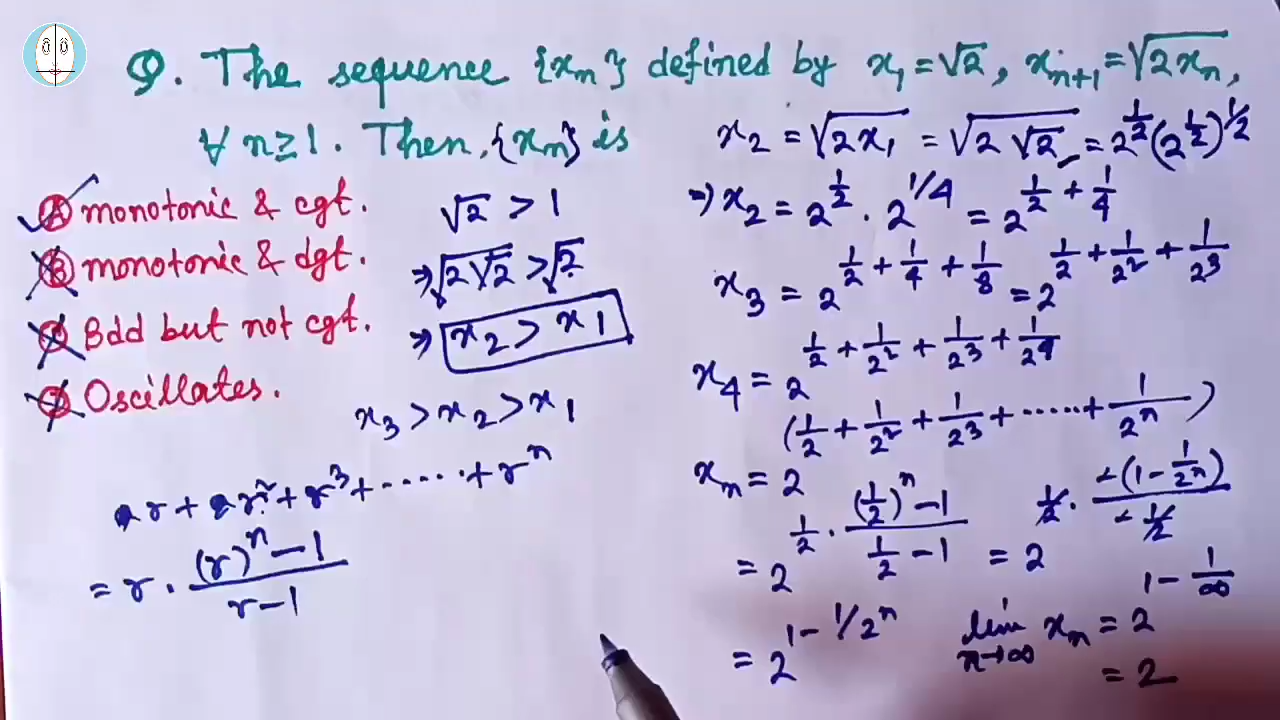 Q. The sequence {xₙ} defined by x₁ = √2, xₙ₊₁ = √(2xₙ),
∀ n ≥ 1. Then, {xₙ} is
(A) monotonic & cgt.
(B) monotonic & dgt.
(C) Bdd but not cgt.
(D) Oscillates.
√2 > 1
⇒ √(2√2) > √2
⇒ x₂ > x₁
x₃ > x₂ > x₁
r + r² + r³ + ⋯⋯ + rⁿ
= r · ((r)ⁿ − 1)/(r − 1)
x₂ = √(2x₁) = √(2√2) = 2^(1/2) (2^(1/2))^(1/2)
⇒ x₂ = 2^(1/2) · 2^(1/4) = 2^(1/2 + 1/4)
x₃ = 2^(1/2 + 1/4 + 1/8) = 2^(1/2 + 1/2² + 1/2³)
x₄ = 2^(1/2 + 1/2² + 1/2³ + 1/2⁴)
xₙ = 2^(1/2 + 1/2² + 1/2³ + ⋯⋯ + 1/2ⁿ)
= 2^(1/2 · ((1/2)ⁿ − 1)/(1/2 − 1)) = 2^(1/2 · −(1 − 1/2ⁿ)/(−1/2))
= 2^(1 − 1/2ⁿ) lim n→∞ xₙ = 2^(1 − 1/∞)
= 2